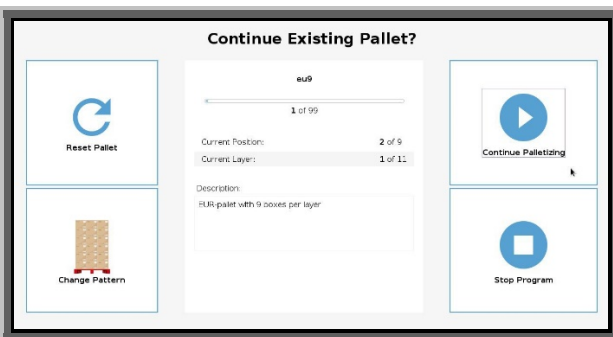 Continue Existing Pallet?
Reset Pallet
Change Pattern
eu9
1 of 99
Current Position: 2 of 9
Current Layer: 1 of 11
Description:
EUR-pallet with 9 boxes per layer
Continue Palletizing
Stop Program